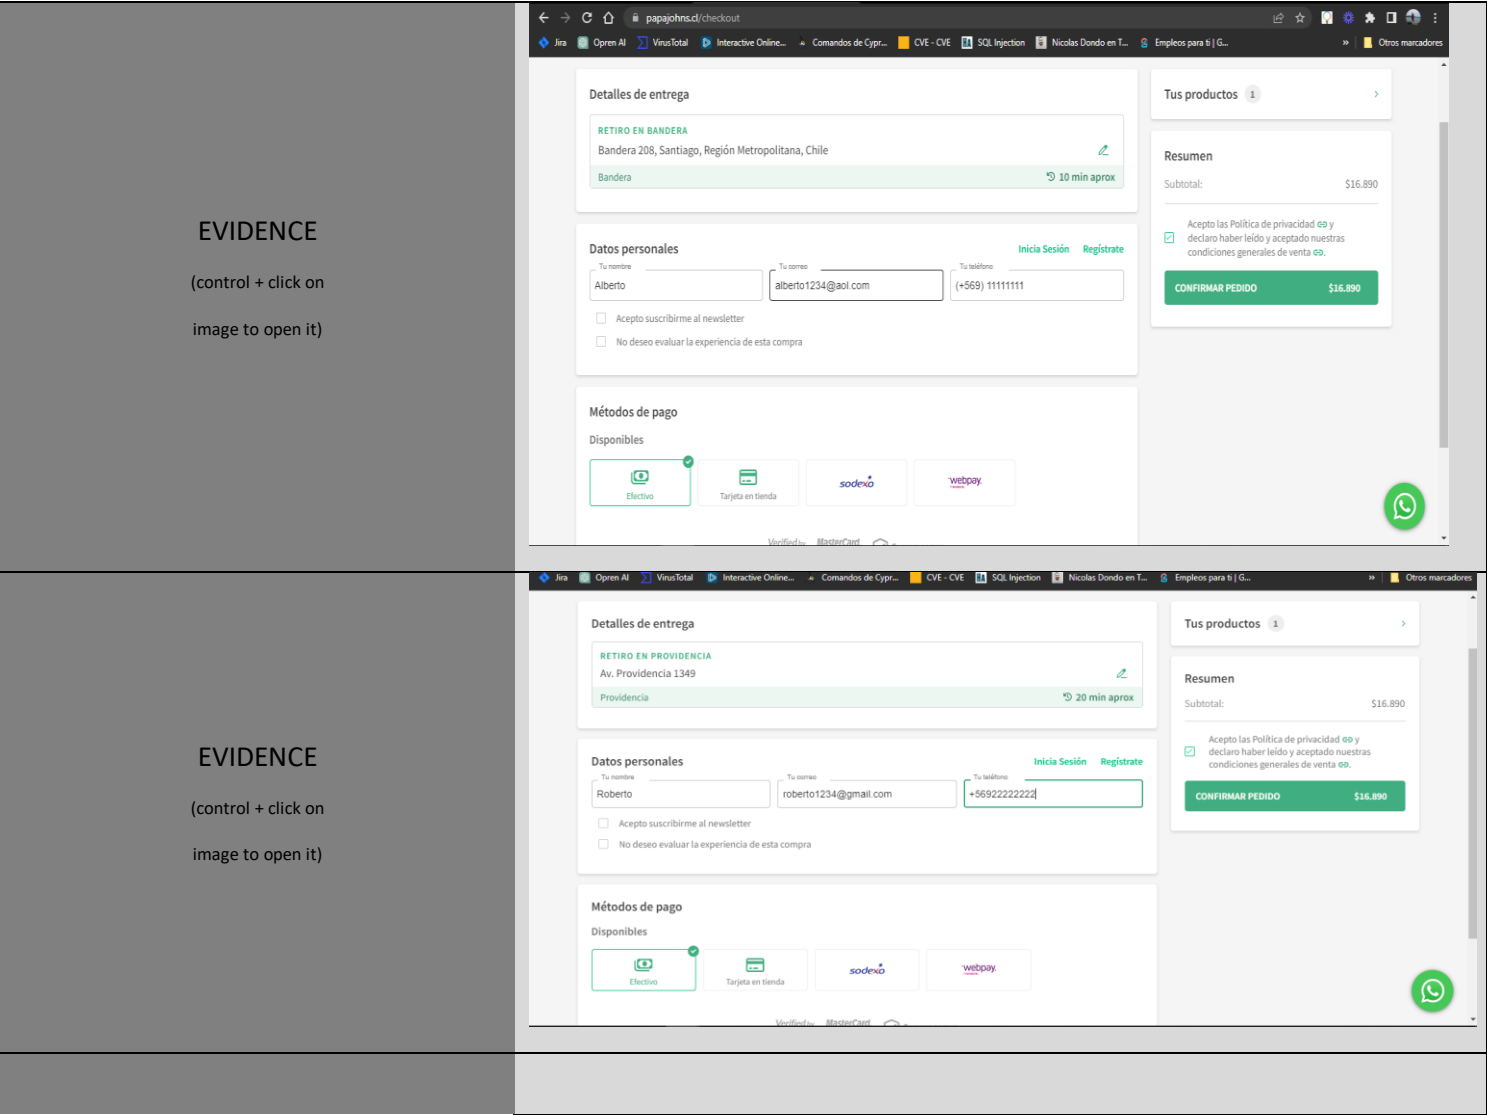 papajohns.cl/checkout
Jira Opren AI VirusTotal Interactive Online... Comandos de Cypr... CVE - CVE SQL Injection Nicolas Dondo en T... Empleos para ti | G... » Otros marcadores
Detalles de entrega
RETIRO EN BANDERA
Bandera 208, Santiago, Región Metropolitana, Chile
Bandera 10 min aprox
Tus productos 1
Resumen
Subtotal: $16.890
Acepto las Política de privacidad y
declaro haber leído y aceptado nuestras
condiciones generales de venta .
CONFIRMAR PEDIDO $16.890
EVIDENCE
(control + click on
image to open it)
Datos personales Inicia Sesión Regístrate
Tu nombre Tu correo Tu teléfono
Alberto alberto1234@aol.com (+569) 11111111
Acepto suscribirme al newsletter
No deseo evaluar la experiencia de esta compra
Métodos de pago
Disponibles
Efectivo Tarjeta en tienda sodexo webpay.
Verified by MasterCard
Jira Opren AI VirusTotal Interactive Online... Comandos de Cypr... CVE - CVE SQL Injection Nicolas Dondo en T... Empleos para ti | G... » Otros marcadores
Detalles de entrega
RETIRO EN PROVIDENCIA
Av. Providencia 1349
Providencia 20 min aprox
Tus productos 1
Resumen
Subtotal: $16.890
Acepto las Política de privacidad y
declaro haber leído y aceptado nuestras
condiciones generales de venta .
CONFIRMAR PEDIDO $16.890
EVIDENCE
(control + click on
image to open it)
Datos personales Inicia Sesión Regístrate
Tu nombre Tu correo Tu teléfono
Roberto roberto1234@gmail.com +56922222222
Acepto suscribirme al newsletter
No deseo evaluar la experiencia de esta compra
Métodos de pago
Disponibles
Efectivo Tarjeta en tienda sodexo webpay.
Verified by MasterCard